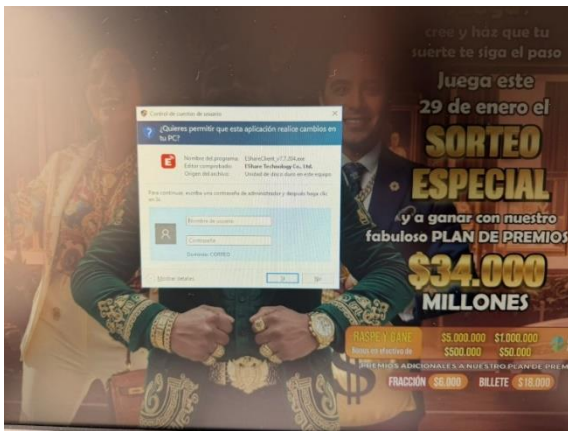 cree y haz que tu
suerte te siga el paso
Juega este
29 de enero el
SORTEO
ESPECIAL
y a ganar con nuestro
fabuloso PLAN DE PREMIOS
$34.000
MILLONES
RASPE Y GANE
$5.000.000 $1.000.000
$500.000 $50.000
PREMIOS ADICIONALES A NUESTRO PLAN DE PREM
FRACCIÓN $6.000 BILLETE $18.000
Control de cuentas de usuario
¿Quieres permitir que esta aplicación realice cambios en
tu PC?
Nombre del programa:
Editor comprobado: EShare Technology Co., Ltd.
Origen del archivo: Unidad de disco duro en este equipo
Para continuar, escriba una contraseña de administrador y después haga clic
en Sí.
Nombre de usuario
Contraseña
Mostrar detalles
Sí
No